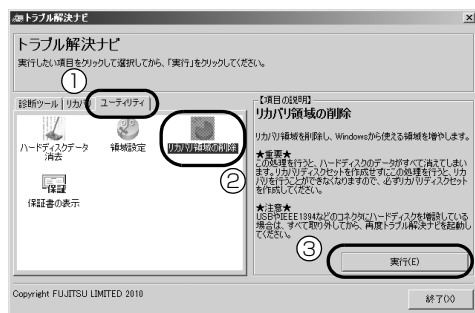 トラブル解決ナビ
トラブル解決ナビ
実行したい項目をクリックして選択してから、「実行」をクリックしてください。
①
診断ツール リカバリ ユーティリティ
ハードディスクデータ
消去
領域設定
リカバリ領域の削除
②
保証
保証書の表示
【項目の説明】
リカバリ領域の削除
リカバリ領域を削除し、Windowsから使える領域を増やします。
★重要★
この処理を行うと、ハードディスクのデータがすべて消えてしまい
ます。リカバリディスクセットを作成せずにこの処理を行うと、リカ
バリを行うことができなくなりますので、必ずリカバリディスクセット
を作成してください。
★注意★
USBやIEEE1394などのコネクタにハードディスクを増設している
場合は、すべて取り外してから、再度トラブル解決ナビを起動し
てください。
③
実行(E)
Copyright FUJITSU LIMITED 2010
終了(X)